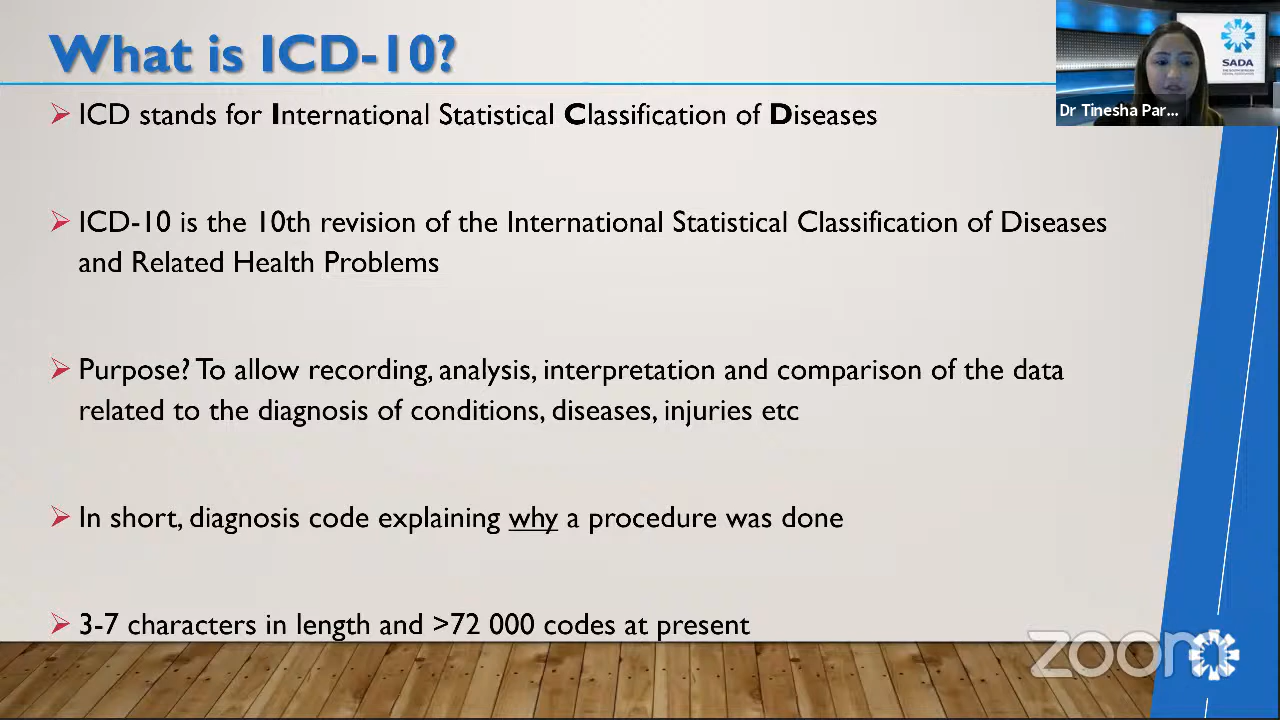 What is ICD-10?
ICD stands for International Statistical Classification of Diseases
ICD-10 is the 10th revision of the International Statistical Classification of Diseases
and Related Health Problems
Purpose? To allow recording, analysis, interpretation and comparison of the data
related to the diagnosis of conditions, diseases, injuries etc
In short, diagnosis code explaining why a procedure was done
3-7 characters in length and >72 000 codes at present
SADA
Dr Tinesha Par...
zoom